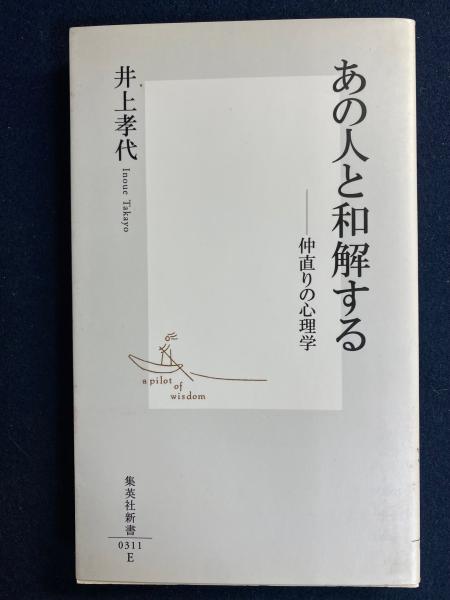 あの人と和解する
──仲直りの心理学
井上孝代
Inoue Takayo
a pilot
of
wisdom
集英社新書
0311
E